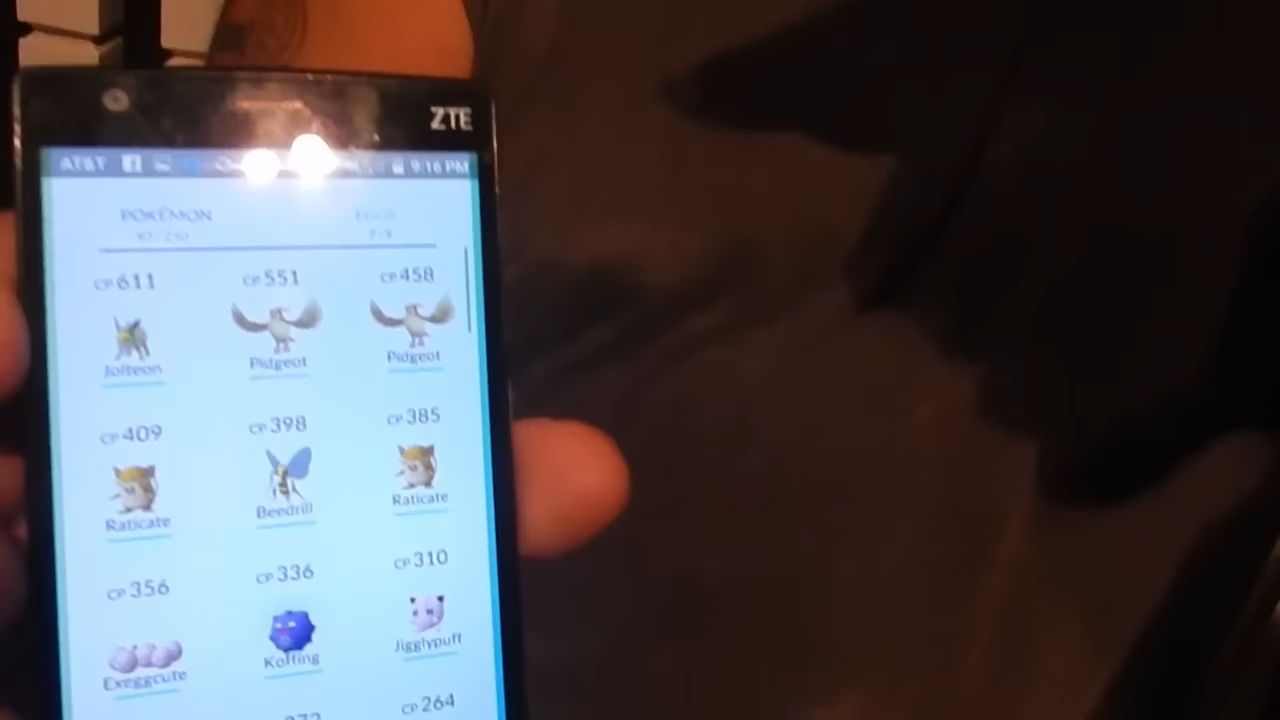 ZTE
AT&T 9:16 PM
POKÉMON
CP 611 CP 551 CP 458
Jolteon Pidgeot Pidgeot
CP 409 CP 398 CP 385
Raticate Beedrill Raticate
CP 356 CP 336 CP 310
Exeggcute Koffing Jigglypuff
CP 264